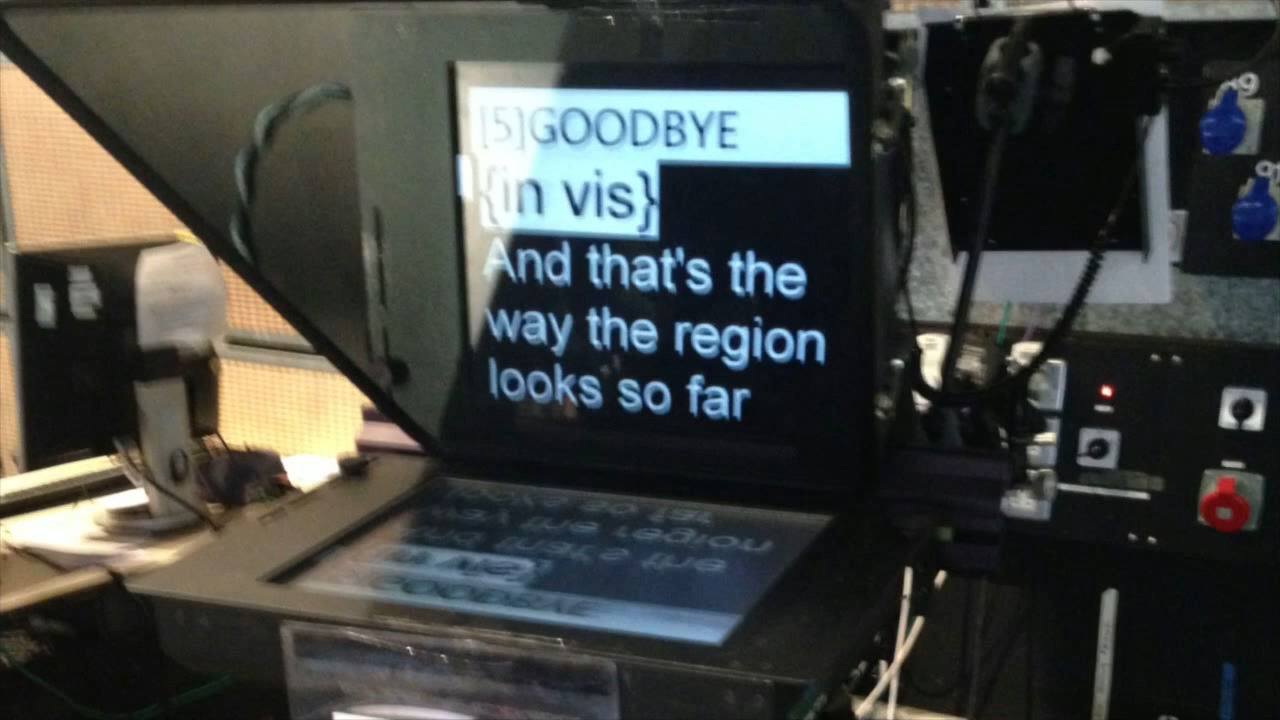 [5]GOODBYE
{in vis}
And that's the
way the region
looks so far